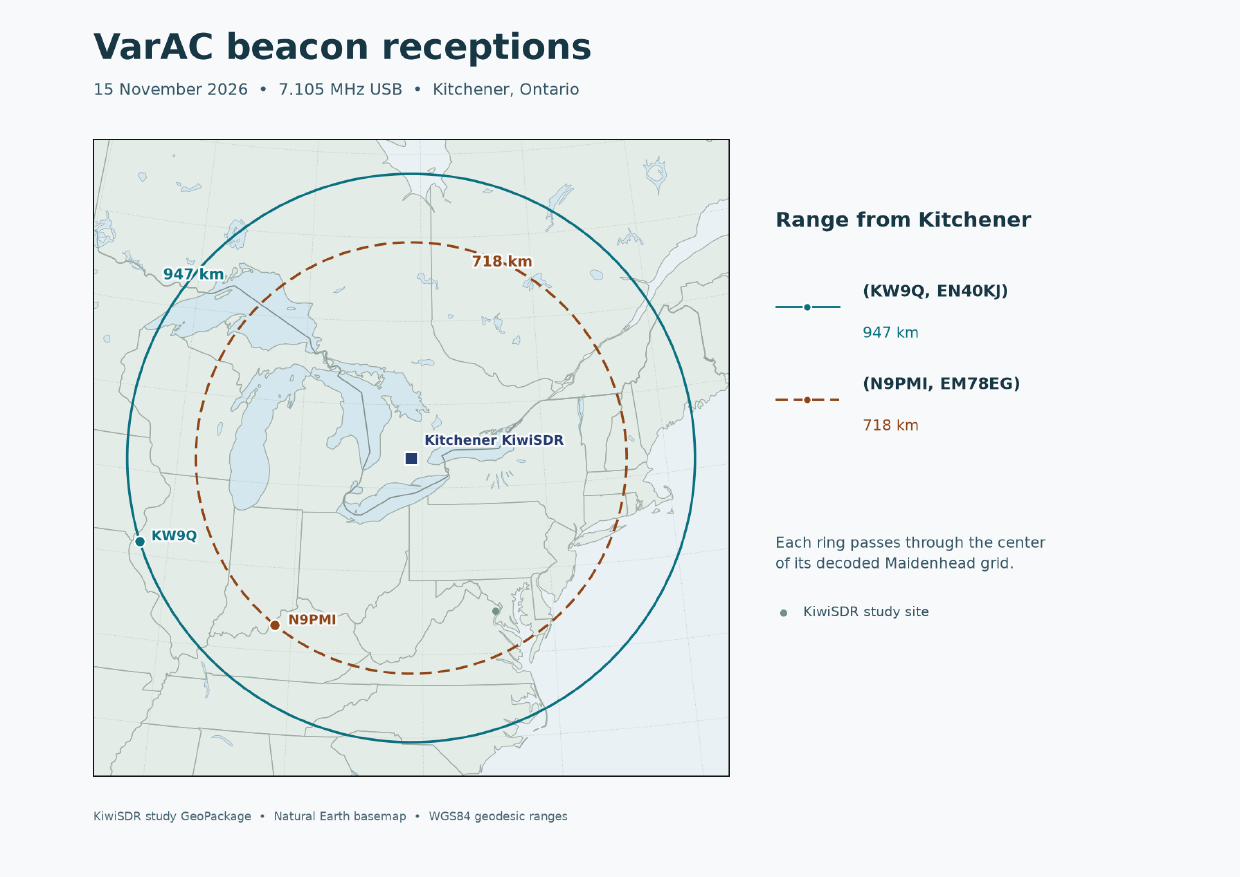 VarAC beacon receptions
15 November 2026 • 7.105 MHz USB • Kitchener, Ontario
947 km
718 km
Kitchener KiwiSDR
KW9Q
N9PMI
Range from Kitchener
(KW9Q, EN40KJ)
947 km
(N9PMI, EM78EG)
718 km
Each ring passes through the center
of its decoded Maidenhead grid.
KiwiSDR study site
KiwiSDR study GeoPackage • Natural Earth basemap • WGS84 geodesic ranges